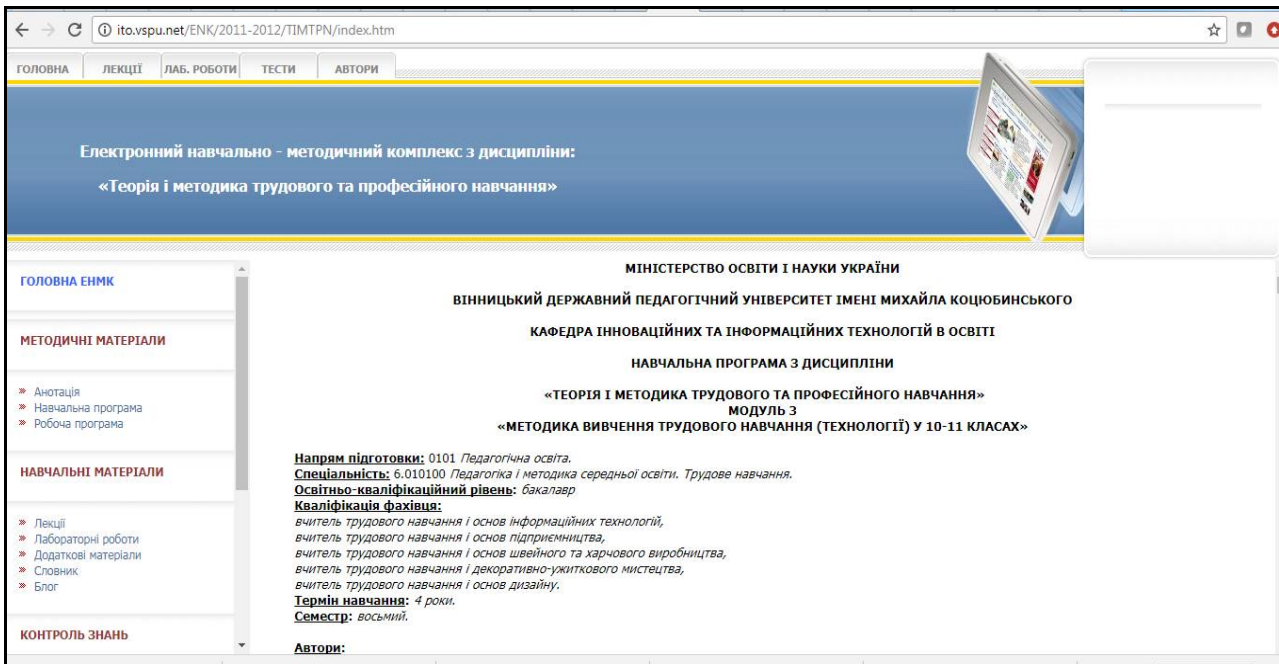 ito.vspu.net/ENK/2011-2012/TIMTPN/index.htm
ГОЛОВНА ЛЕКЦІЇ ЛАБ. РОБОТИ ТЕСТИ АВТОРИ
Електронний навчально - методичний комплекс з дисципліни:
«Теорія і методика трудового та професійного навчання»
ГОЛОВНА ЕНМК
МЕТОДИЧНІ МАТЕРІАЛИ
» Анотація
» Навчальна програма
» Робоча програма
НАВЧАЛЬНІ МАТЕРІАЛИ
» Лекції
» Лабораторні роботи
» Додаткові матеріали
» Словник
» Блог
КОНТРОЛЬ ЗНАНЬ
МІНІСТЕРСТВО ОСВІТИ І НАУКИ УКРАЇНИ
ВІННИЦЬКИЙ ДЕРЖАВНИЙ ПЕДАГОГІЧНИЙ УНІВЕРСИТЕТ ІМЕНІ МИХАЙЛА КОЦЮБИНСЬКОГО
КАФЕДРА ІННОВАЦІЙНИХ ТА ІНФОРМАЦІЙНИХ ТЕХНОЛОГІЙ В ОСВІТІ
НАВЧАЛЬНА ПРОГРАМА З ДИСЦИПЛІНИ
«ТЕОРІЯ І МЕТОДИКА ТРУДОВОГО ТА ПРОФЕСІЙНОГО НАВЧАННЯ»
МОДУЛЬ 3
«МЕТОДИКА ВИВЧЕННЯ ТРУДОВОГО НАВЧАННЯ (ТЕХНОЛОГІЇ) У 10-11 КЛАСАХ»
Напрям підготовки: 0101 Педагогічна освіта.
Спеціальність: 6.010100 Педагогіка і методика середньої освіти. Трудове навчання.
Освітньо-кваліфікаційний рівень: бакалавр
Кваліфікація фахівця:
вчитель трудового навчання і основ інформаційних технологій,
вчитель трудового навчання і основ підприємництва,
вчитель трудового навчання і основ швейного та харчового виробництва,
вчитель трудового навчання і декоративно-ужиткового мистецтва,
вчитель трудового навчання і основ дизайну.
Термін навчання: 4 роки.
Семестр: восьмий.
Автори: